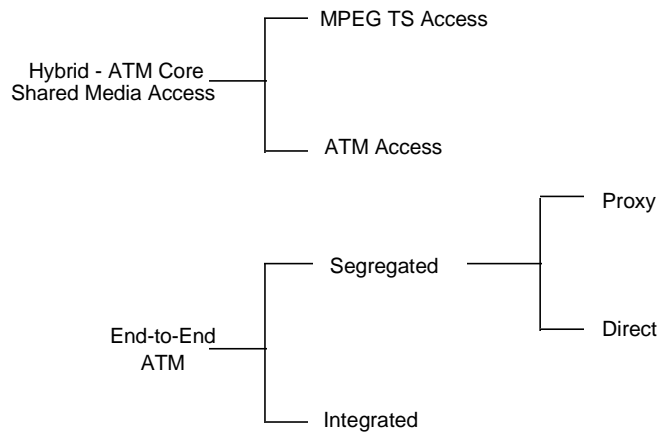 MPEG TS Access
Hybrid - ATM Core
Shared Media Access
ATM Access
Proxy
Segregated
Direct
End-to-End
ATM
Integrated